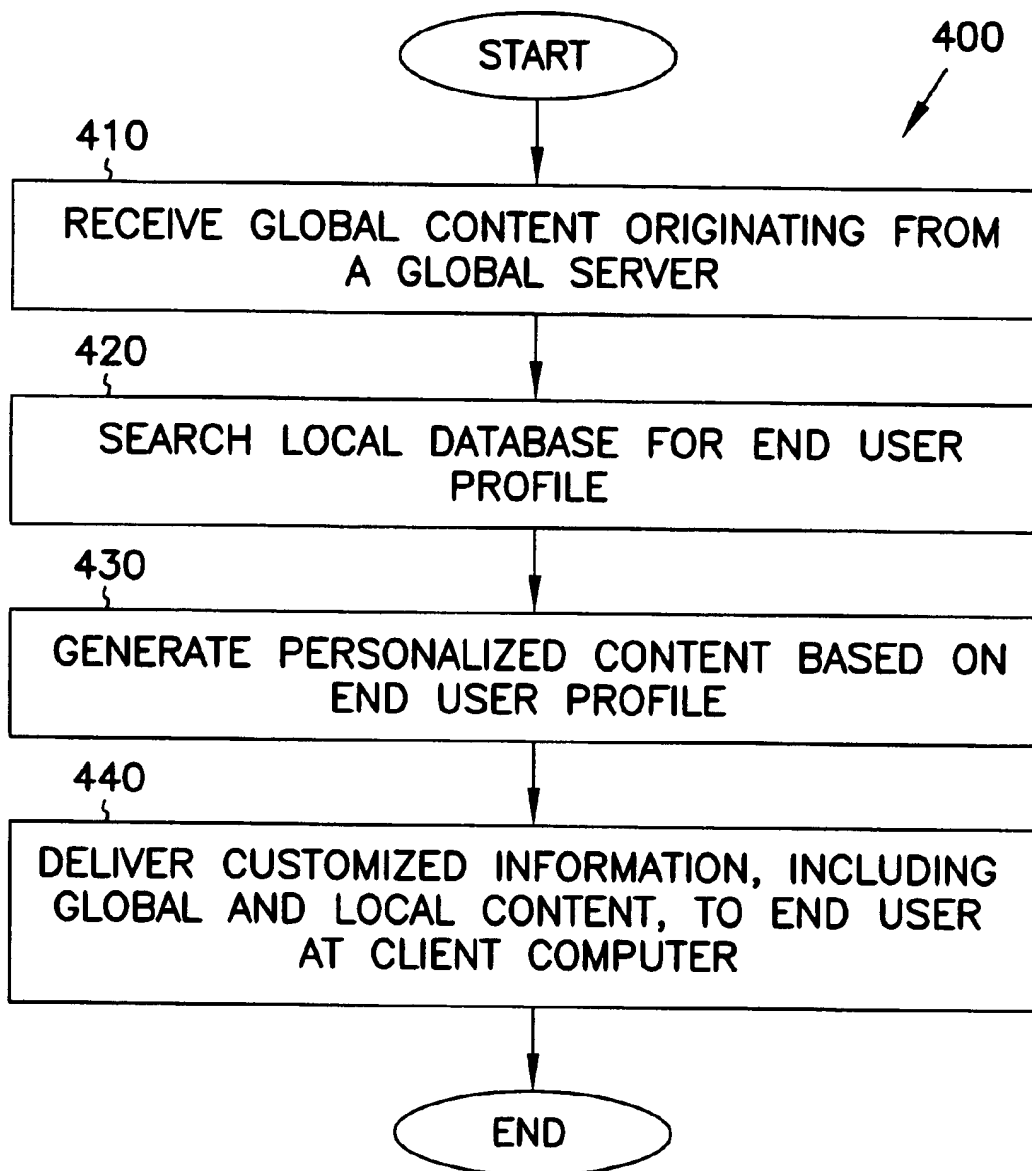 START
400
410
RECEIVE GLOBAL CONTENT ORIGINATING FROM
A GLOBAL SERVER
420
SEARCH LOCAL DATABASE FOR END USER
PROFILE
430
GENERATE PERSONALIZED CONTENT BASED ON
END USER PROFILE
440
DELIVER CUSTOMIZED INFORMATION, INCLUDING
GLOBAL AND LOCAL CONTENT, TO END USER
AT CLIENT COMPUTER
END